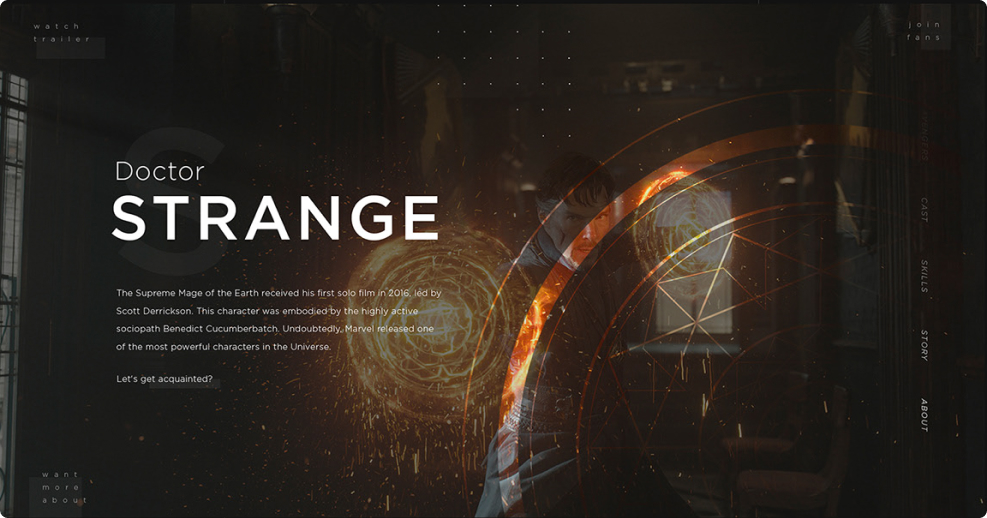 watch
trailer
join
fans
S
Doctor
STRANGE
The Supreme Mage of the Earth received his first solo film in 2016, led by
Scott Derrickson. This character was embodied by the highly active
sociopath Benedict Cucumberbatch. Undoubtedly, Marvel released one
of the most powerful characters in the Universe.
Let's get acquainted?
CAST
SKILLS
STORY
ABOUT
want
more
about